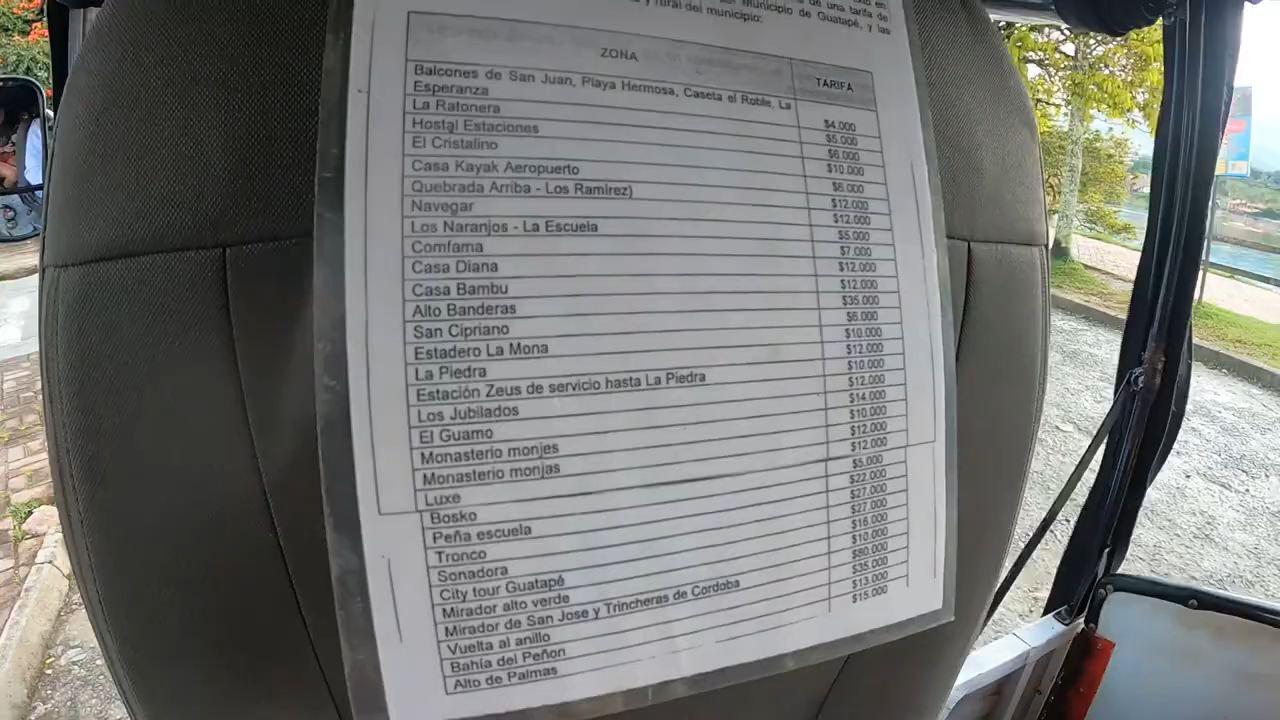 de una tarifa de
Municipio de Guatapé, y las
y rural del municipio:
ZONA TARIFA
Balcones de San Juan, Playa Hermosa, Caseta el Roble, La
Esperanza $4.000
La Ratonera $5.000
Hostal Estaciones $6.000
El Cristalino $10.000
Casa Kayak Aeropuerto $6.000
Quebrada Arriba - Los Ramirez) $12.000
Navegar $12.000
Los Naranjos - La Escuela $5.000
Comfama $7.000
Casa Diana $12.000
Casa Bambu $12.000
Alto Banderas $35.000
San Cipriano $6.000
Estadero La Mona $10.000
La Piedra $12.000
Estación Zeus de servicio hasta La Piedra $10.000
Los Jubilados $12.000
El Guamo $14.000
Monasterio monjes $10.000
Monasterio monjas $12.000
Luxe $12.000
Bosko $5.000
Peña escuela $22.000
Tronco $27.000
Sonadora $27.000
City tour Guatapé $16.000
Mirador alto verde $10.000
Mirador de San Jose y Trincheras de Cordoba $80.000
Vuelta al anillo $35.000
Bahía del Peñon $13.000
Alto de Palmas $15.000